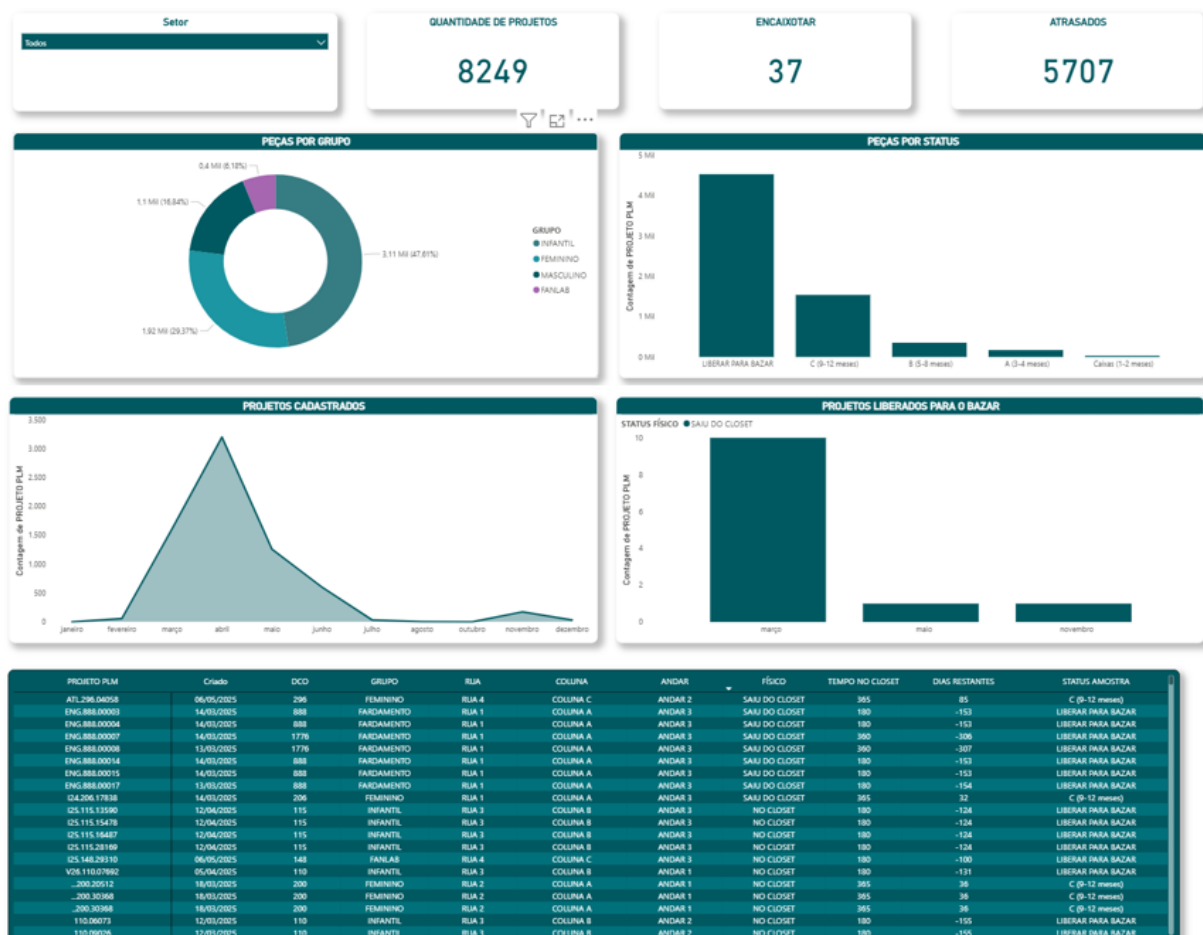 Setor
Todos
QUANTIDADE DE PROJETOS
8249
ENCAIXOTAR
37
ATRASADOS
5707
PEÇAS POR GRUPO
0,4 Mil (6,18%)
1,1 Mil (16,84%)
3,11 Mil (47,61%)
1,92 Mil (29,37%)
GRUPO
INFANTIL
FEMININO
MASCULINO
FANLAB
PEÇAS POR STATUS
Contagem de PROJETO PLM
5 Mil
4 Mil
3 Mil
2 Mil
1 Mil
0 Mil
LIBERAR PARA BAZAR C (9-12 meses) B (5-8 meses) A (3-4 meses) Caixas (1-2 meses)
PROJETOS CADASTRADOS
Contagem de PROJETO PLM
3.500
3.000
2.500
2.000
1.500
1.000
500
0
janeiro fevereiro março abril maio junho julho agosto outubro novembro dezembro
PROJETOS LIBERADOS PARA O BAZAR
STATUS FÍSICO SAIU DO CLOSET
Contagem de PROJETO PLM
10
8
6
4
2
0
março maio novembro
PROJETO PLM Criado DCO GRUPO RUA COLUNA ANDAR FÍSICO TEMPO NO CLOSET DIAS RESTANTES STATUS AMOSTRA
ATL.296.04058 06/05/2025 296 FEMININO RUA 4 COLUNA C ANDAR 2 SAIU DO CLOSET 365 85 C (9-12 meses)
ENG.888.00003 14/03/2025 888 FARDAMENTO RUA 1 COLUNA A ANDAR 3 SAIU DO CLOSET 180 -153 LIBERAR PARA BAZAR
ENG.888.00004 14/03/2025 888 FARDAMENTO RUA 1 COLUNA A ANDAR 3 SAIU DO CLOSET 180 -153 LIBERAR PARA BAZAR
ENG.888.00007 14/03/2025 1776 FARDAMENTO RUA 1 COLUNA A ANDAR 3 SAIU DO CLOSET 360 -306 LIBERAR PARA BAZAR
ENG.888.00008 13/03/2025 1776 FARDAMENTO RUA 1 COLUNA A ANDAR 3 SAIU DO CLOSET 360 -307 LIBERAR PARA BAZAR
ENG.888.00014 14/03/2025 888 FARDAMENTO RUA 1 COLUNA A ANDAR 3 SAIU DO CLOSET 180 -153 LIBERAR PARA BAZAR
ENG.888.00015 14/03/2025 888 FARDAMENTO RUA 1 COLUNA A ANDAR 3 SAIU DO CLOSET 180 -153 LIBERAR PARA BAZAR
ENG.888.00017 13/03/2025 888 FARDAMENTO RUA 1 COLUNA A ANDAR 3 SAIU DO CLOSET 180 -154 LIBERAR PARA BAZAR
I24.206.17838 14/03/2025 206 FEMININO RUA 1 COLUNA A ANDAR 3 SAIU DO CLOSET 365 32 C (9-12 meses)
I25.115.13590 12/04/2025 115 INFANTIL RUA 3 COLUNA B ANDAR 3 NO CLOSET 180 -124 LIBERAR PARA BAZAR
I25.115.15478 12/04/2025 115 INFANTIL RUA 3 COLUNA B ANDAR 3 NO CLOSET 180 -124 LIBERAR PARA BAZAR
I25.115.16487 12/04/2025 115 INFANTIL RUA 3 COLUNA B ANDAR 3 NO CLOSET 180 -124 LIBERAR PARA BAZAR
I25.115.28169 12/04/2025 115 INFANTIL RUA 3 COLUNA B ANDAR 3 NO CLOSET 180 -124 LIBERAR PARA BAZAR
I25.148.29310 06/05/2025 148 FANLAB RUA 4 COLUNA C ANDAR 3 NO CLOSET 180 -100 LIBERAR PARA BAZAR
V26.110.07692 05/04/2025 110 INFANTIL RUA 3 COLUNA B ANDAR 1 NO CLOSET 180 -131 LIBERAR PARA BAZAR
_.200.20512 18/03/2025 200 FEMININO RUA 2 COLUNA A ANDAR 1 NO CLOSET 365 36 C (9-12 meses)
_.200.30368 18/03/2025 200 FEMININO RUA 2 COLUNA A ANDAR 1 NO CLOSET 365 36 C (9-12 meses)
.200.30368 18/03/2025 200 FEMININO RUA 2 COLUNA A ANDAR 1 NO CLOSET 365 36 C (9-12 meses)
110.06073 12/03/2025 110 INFANTIL RUA 3 COLUNA B ANDAR 2 NO CLOSET 180 -155 LIBERAR PARA BAZAR
110.09026 12/03/2025 110 INFANTIL RUA 3 COLUNA B ANDAR 2 NO CLOSET 180 -155 LIBERAR PARA BAZAR